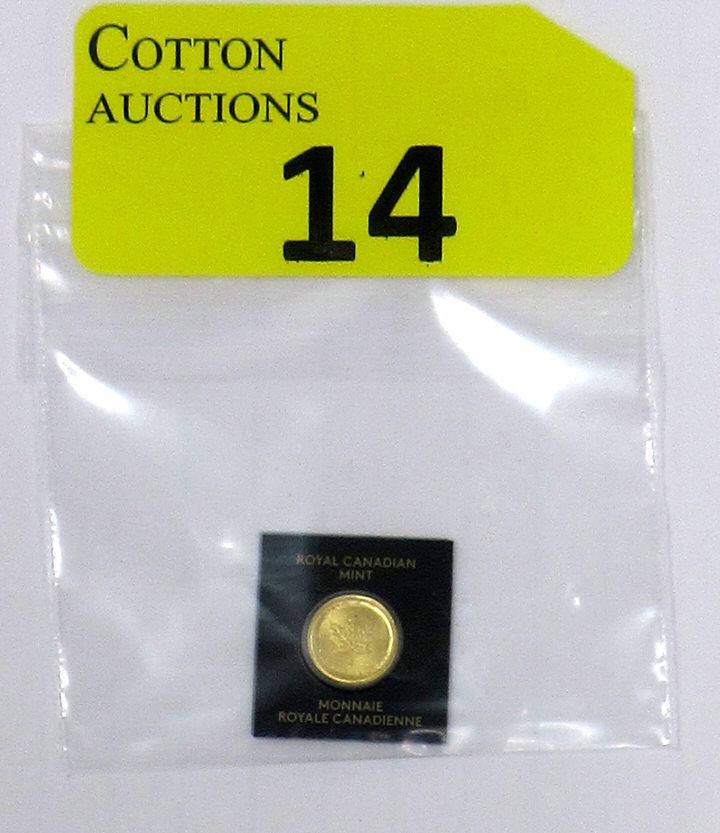 COTTON
AUCTIONS
14
ROYAL CANADIAN
MINT
MONNAIE
ROYALE CANADIENNE